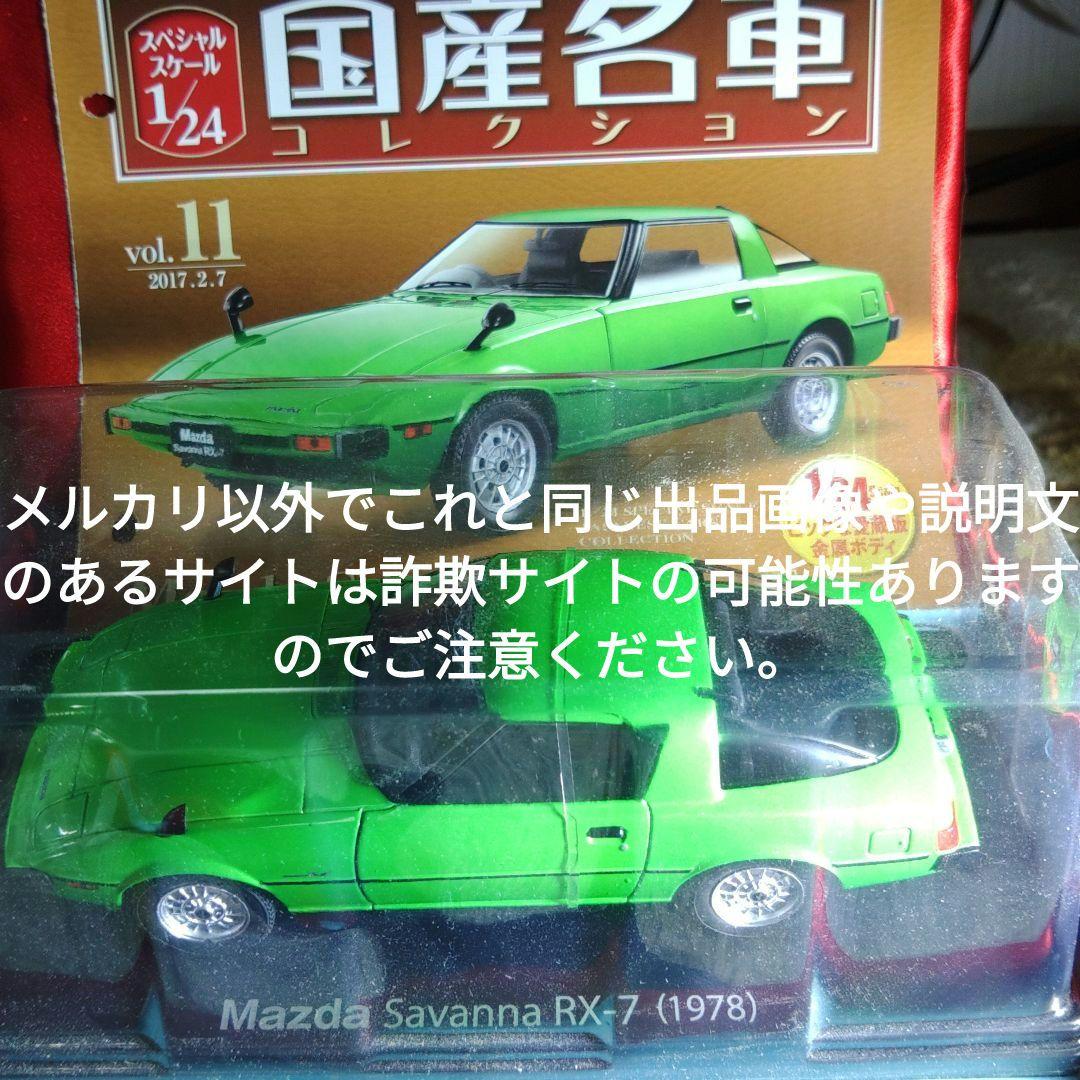 スペシャル
スケール
1/24
国産名車
コレクション
vol.11
2017.2.7
Mazda
Savanna RX-7
メルカリ以外でこれと同じ出品画像や説明文
のあるサイトは詐欺サイトの可能性あります
のでご注意ください。
COLLECTION
金属ボディ
Mazda Savanna RX-7 (1978)